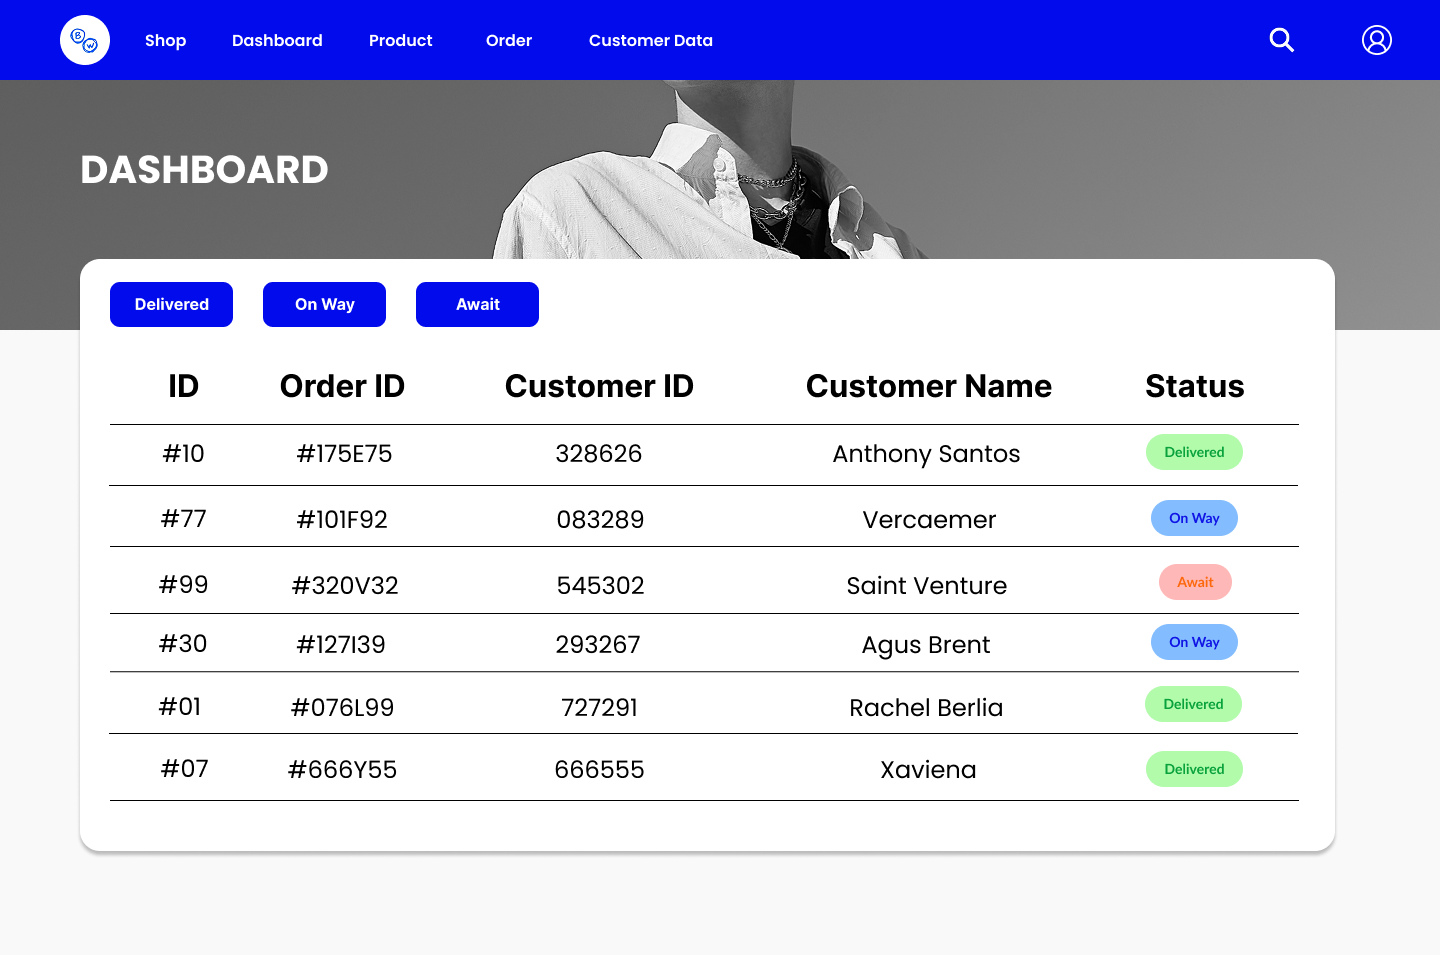 B W Shop Dashboard Product Order Customer Data
DASHBOARD
Delivered On Way Await
ID Order ID Customer ID Customer Name Status
#10 #175E75 328626 Anthony Santos Delivered
#77 #101F92 083289 Vercaemer On Way
#99 #320V32 545302 Saint Venture Await
#30 #127I39 293267 Agus Brent On Way
#01 #076L99 727291 Rachel Berlia Delivered
#07 #666Y55 666555 Xaviena Delivered